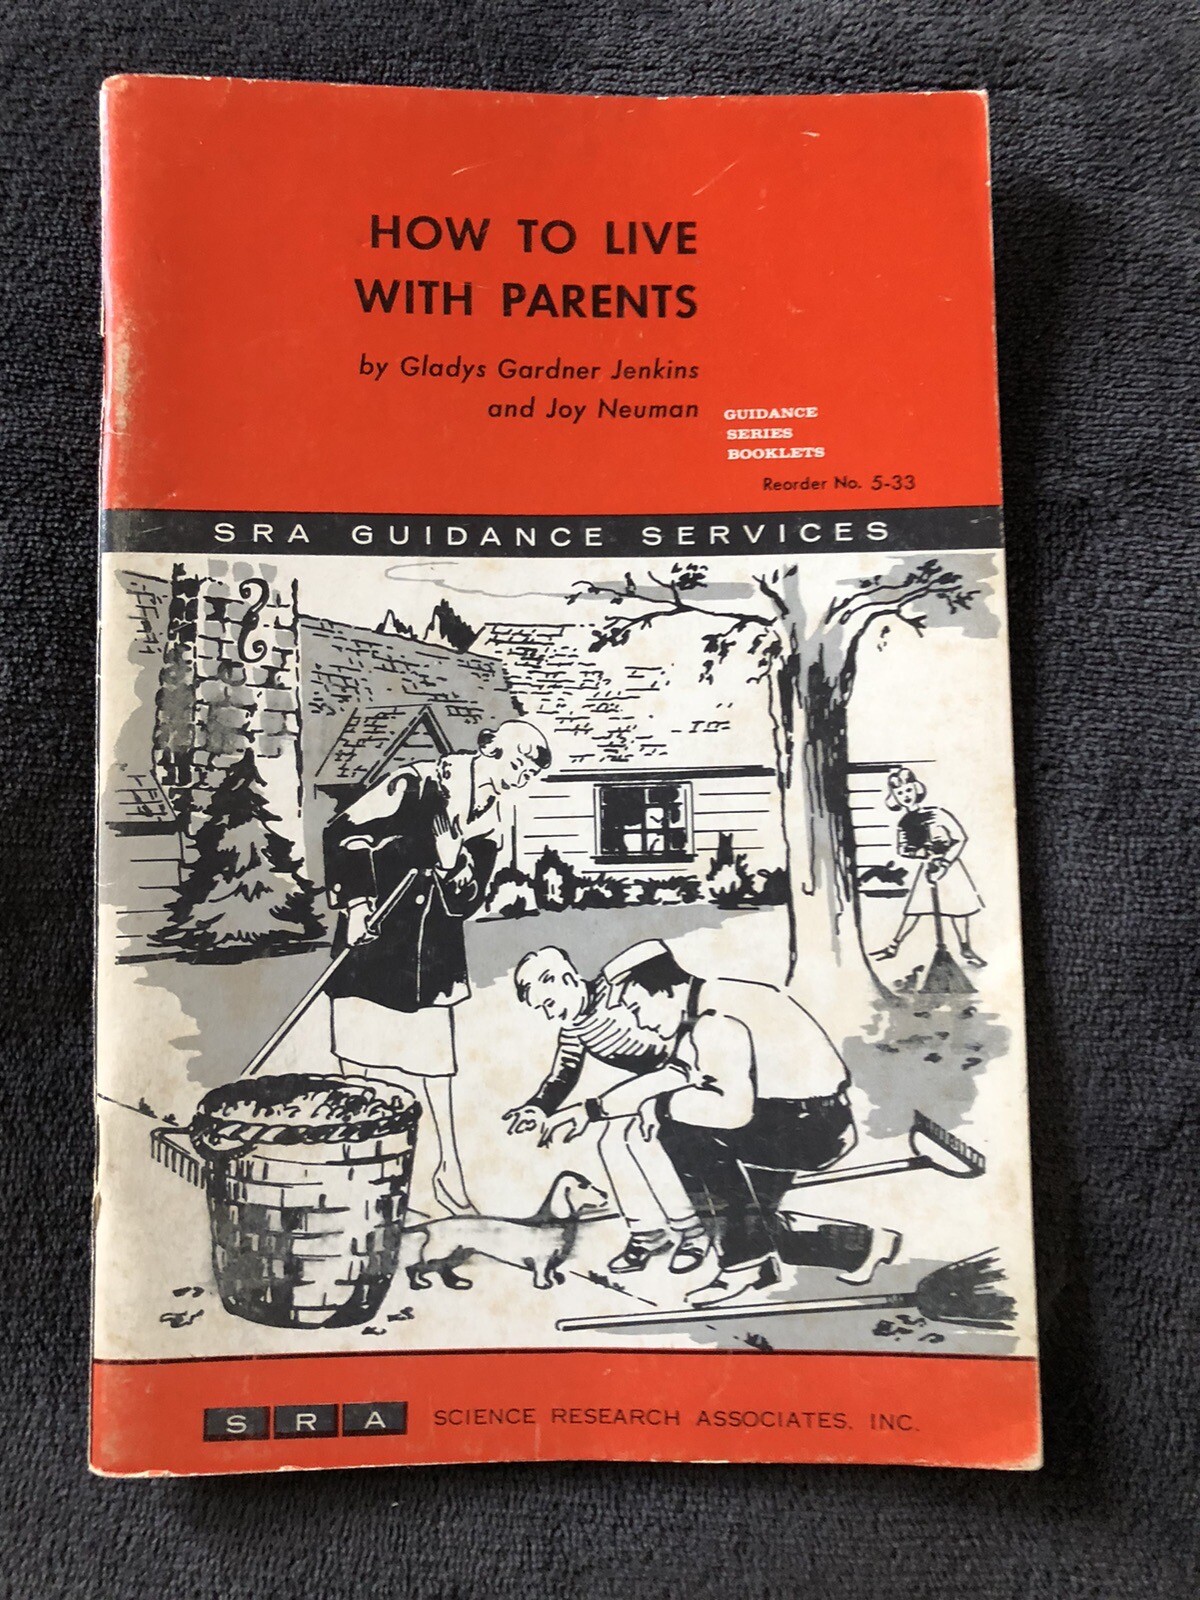 HOW TO LIVE
WITH PARENTS
by Gladys Gardner Jenkins
and Joy Neuman
GUIDANCE
SERIES
BOOKLETS
Reorder No. 5-33
SRA GUIDANCE SERVICES
SRA SCIENCE RESEARCH ASSOCIATES, INC.